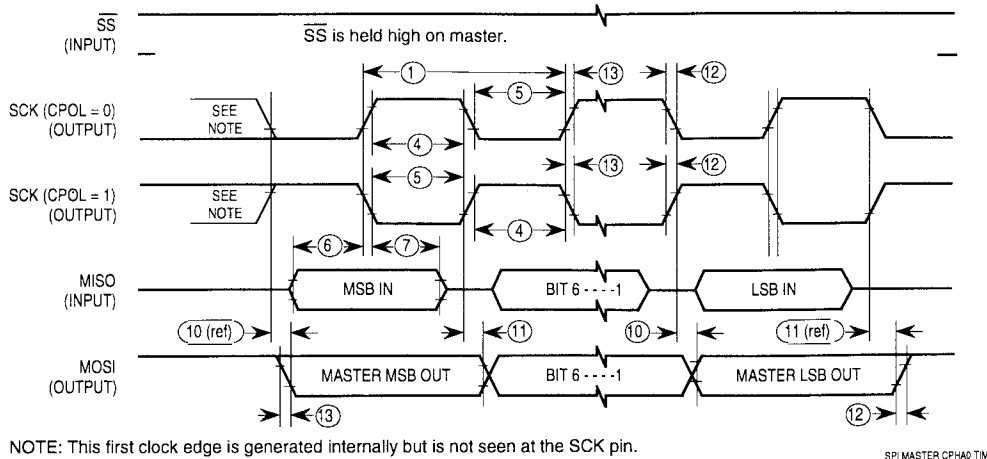 SS
(INPUT)
SS is held high on master.
1
13
12
5
SCK (CPOL = 0)
(OUTPUT)
SEE
NOTE
4
13
12
5
SCK (CPOL = 1)
(OUTPUT)
SEE
NOTE
4
6
7
MISO
(INPUT)
MSB IN
BIT 6 - - - - 1
LSB IN
10 (ref)
11
10
11 (ref)
MOSI
(OUTPUT)
MASTER MSB OUT
BIT 6 - - - - 1
MASTER LSB OUT
13
12
NOTE: This first clock edge is generated internally but is not seen at the SCK pin.
SPI MASTER CPHA0 TIM